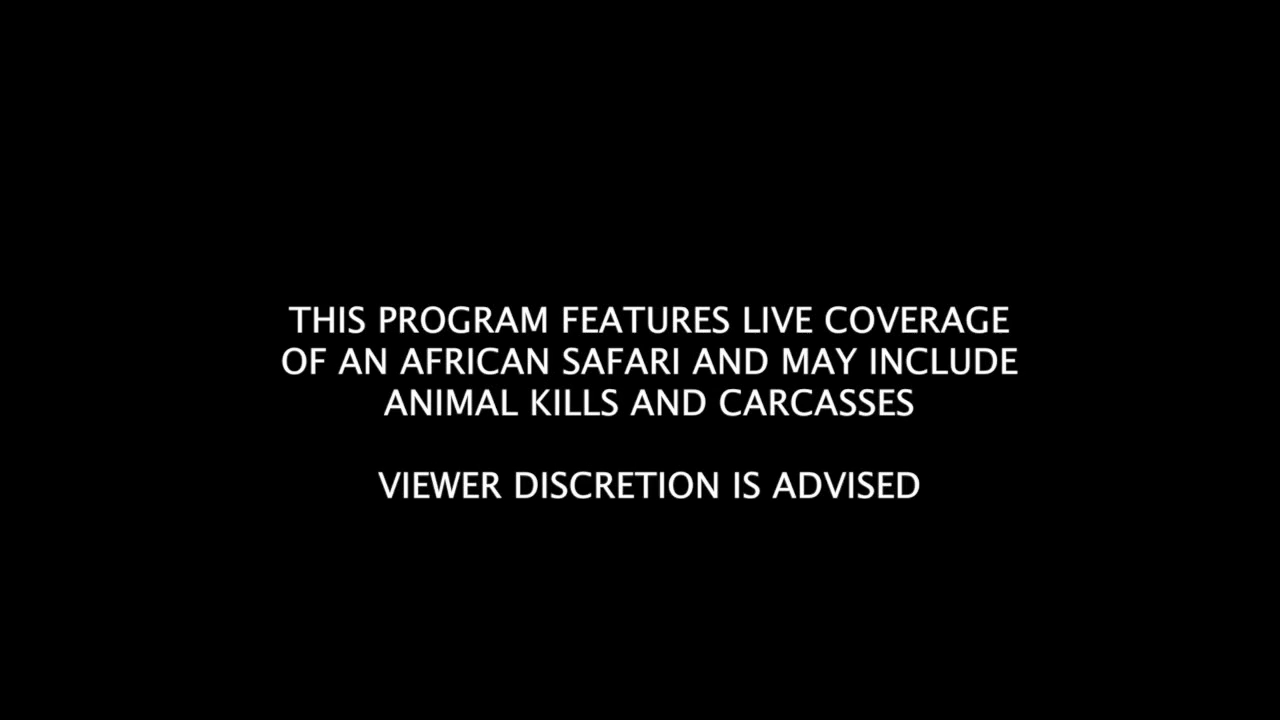 THIS PROGRAM FEATURES LIVE COVERAGE
OF AN AFRICAN SAFARI AND MAY INCLUDE
ANIMAL KILLS AND CARCASSES
VIEWER DISCRETION IS ADVISED